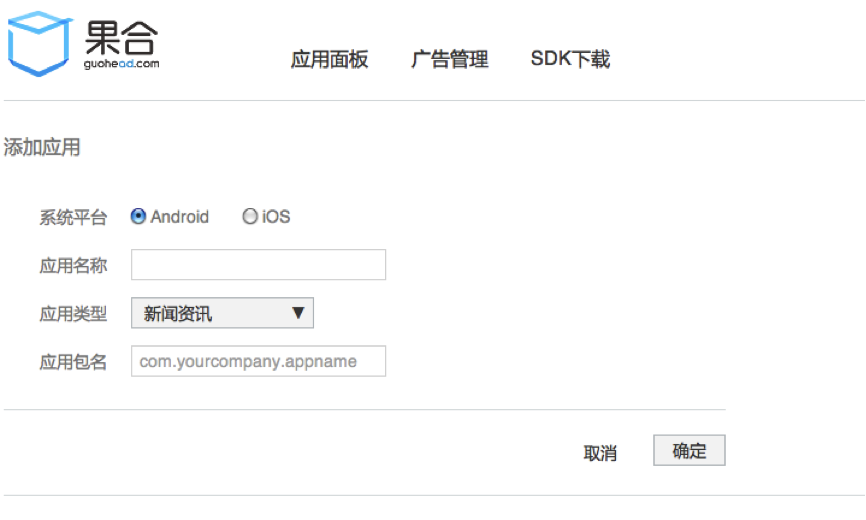 果合
guohead.com
应用面板 广告管理 SDK下载
添加应用
系统平台 Android iOS
应用名称
应用类型 新闻资讯 ▼
应用包名 com.yourcompany.appname
取消 确定